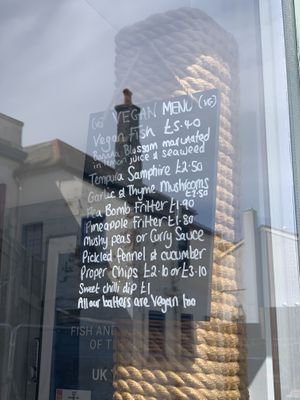 (VG) VEGAN MENU (VG)
Vegan Fish £5.40
Banana Blossom marinated
in lemon juice & seaweed
Tempura Samphire £2.50
Garlic & Thyme Mushrooms
£2.50
Pea Bomb Fritter £1.90
Pineapple Fritter £1.80
Mushy peas or Curry Sauce
Pickled Fennel & cucumber
Proper Chips £2.10 or £3.10
Sweet chilli dip £1
All our batters are Vegan too
FISH AND
OF T
UK